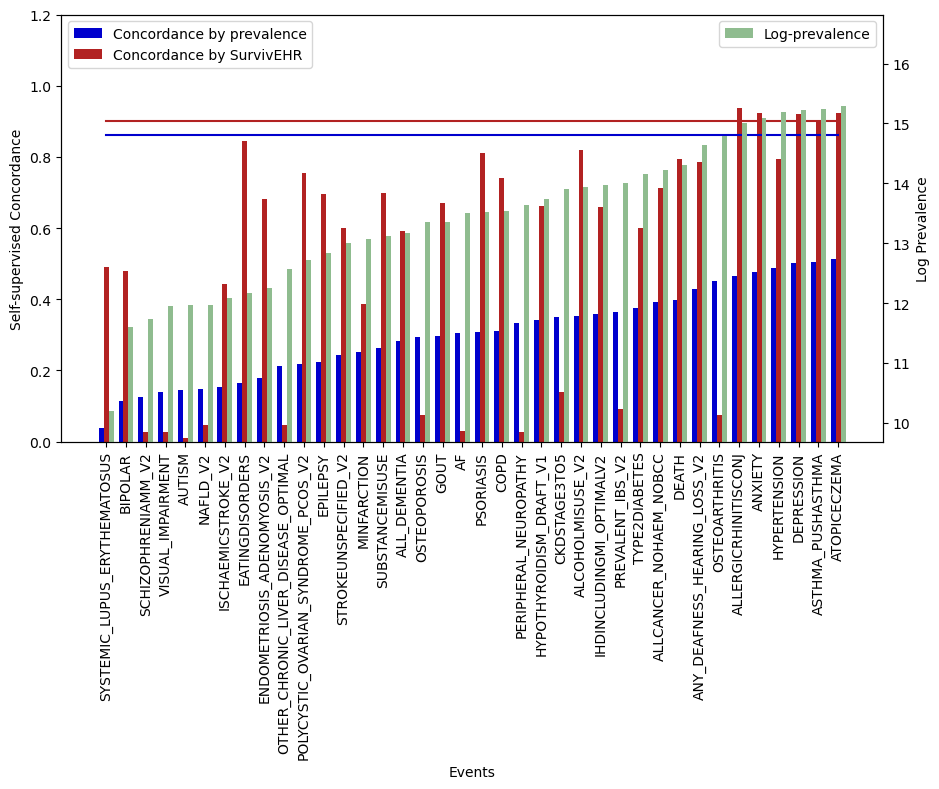 Concordance by prevalence
Concordance by SurvivEHR
Log-prevalence
Self-supervised Concordance
1.2
1.0
0.8
0.6
0.4
0.2
0.0
Log Prevalence
16
15
14
13
12
11
10
SYSTEMIC_LUPUS_ERYTHEMATOSUS
BIPOLAR
SCHIZOPHRENIAMM_V2
VISUAL_IMPAIRMENT
AUTISM
NAFLD_V2
ISCHAEMICSTROKE_V2
EATINGDISORDERS
ENDOMETRIOSIS_ADENOMYOSIS_V2
OTHER_CHRONIC_LIVER_DISEASE_OPTIMAL
POLYCYSTIC_OVARIAN_SYNDROME_PCOS_V2
EPILEPSY
STROKEUNSPECIFIED_V2
MINFARCTION
SUBSTANCEMISUSE
ALL_DEMENTIA
OSTEOPOROSIS
GOUT
AF
PSORIASIS
COPD
PERIPHERAL_NEUROPATHY
HYPOTHYROIDISM_DRAFT_V1
CKDSTAGE3TO5
ALCOHOLMISUSE_V2
IHDINCLUDINGMI_OPTIMALV2
PREVALENT_IBS_V2
TYPE2DIABETES
ALLCANCER_NOHAEM_NOBCC
DEATH
ANY_DEAFNESS_HEARING_LOSS_V2
OSTEOARTHRITIS
ALLERGICRHINITISCONJ
ANXIETY
HYPERTENSION
DEPRESSION
ASTHMA_PUSHASTHMA
ATOPICECZEMA
Events